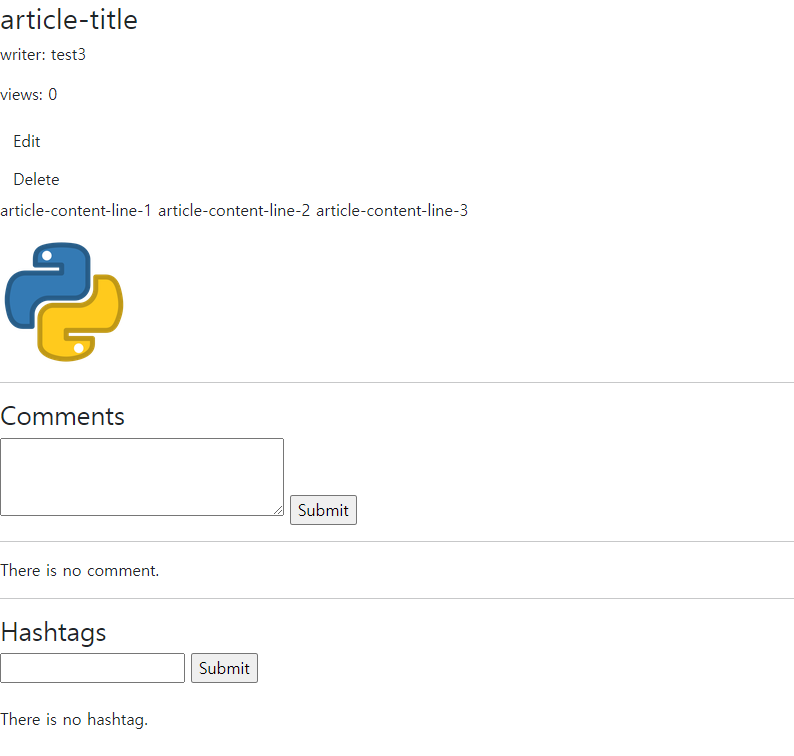 article-title
writer: test3
views: 0
Edit
Delete
article-content-line-1 article-content-line-2 article-content-line-3
Comments
Submit
There is no comment.
Hashtags
Submit
There is no hashtag.